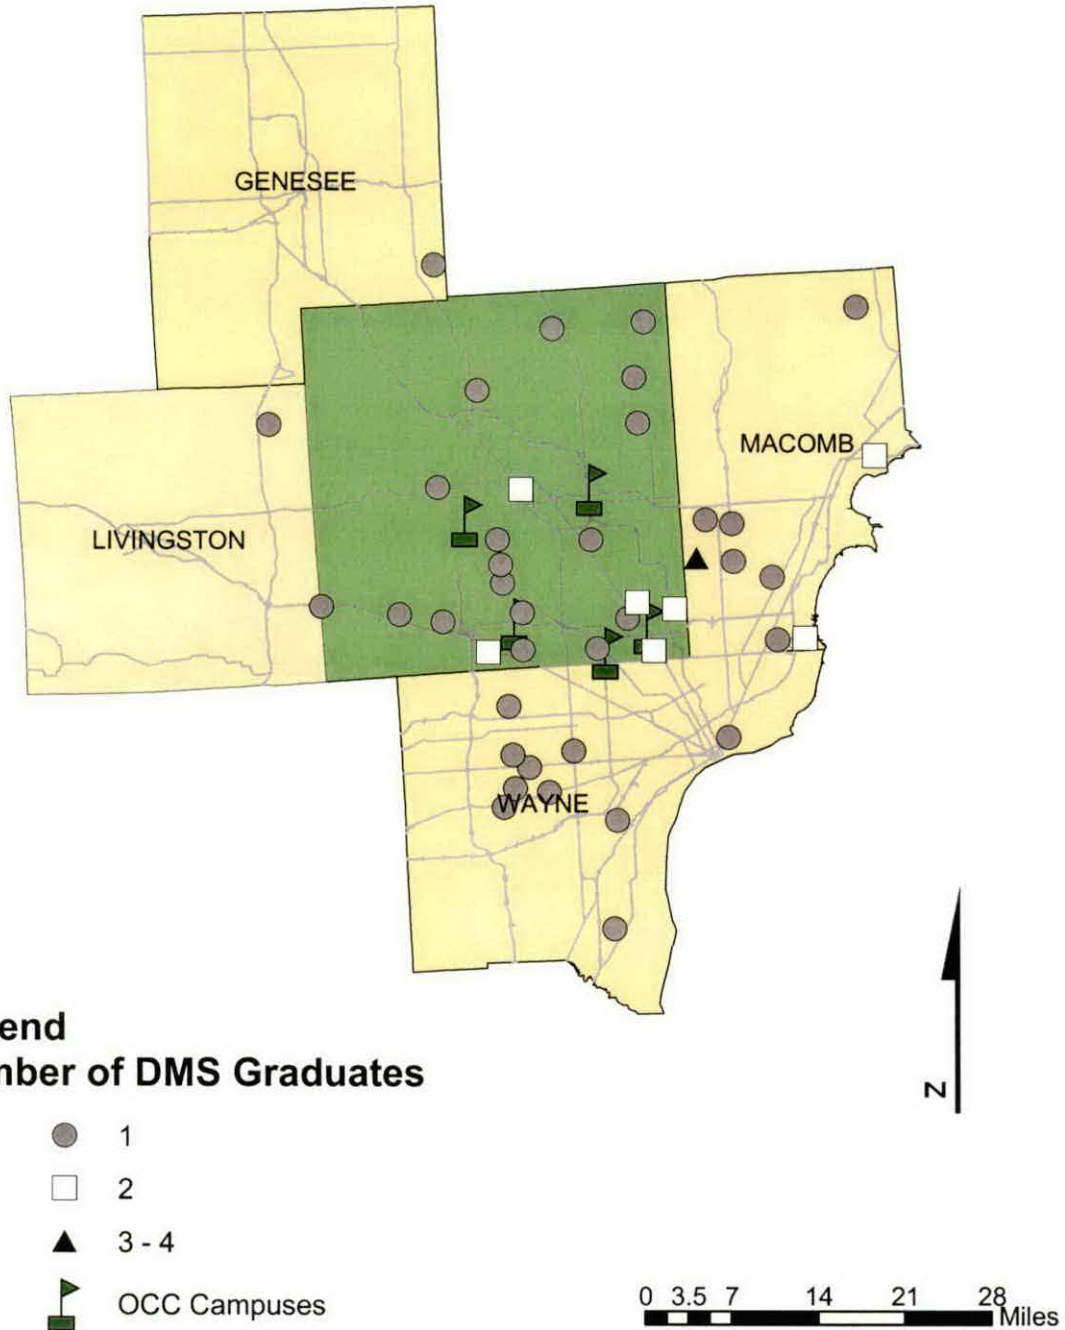 GENESEE
MACOMB
LIVINGSTON
WAYNE
end
mber of DMS Graduates
1
2
3 - 4
OCC Campuses
N
0 3.5 7 14 21 28
Miles